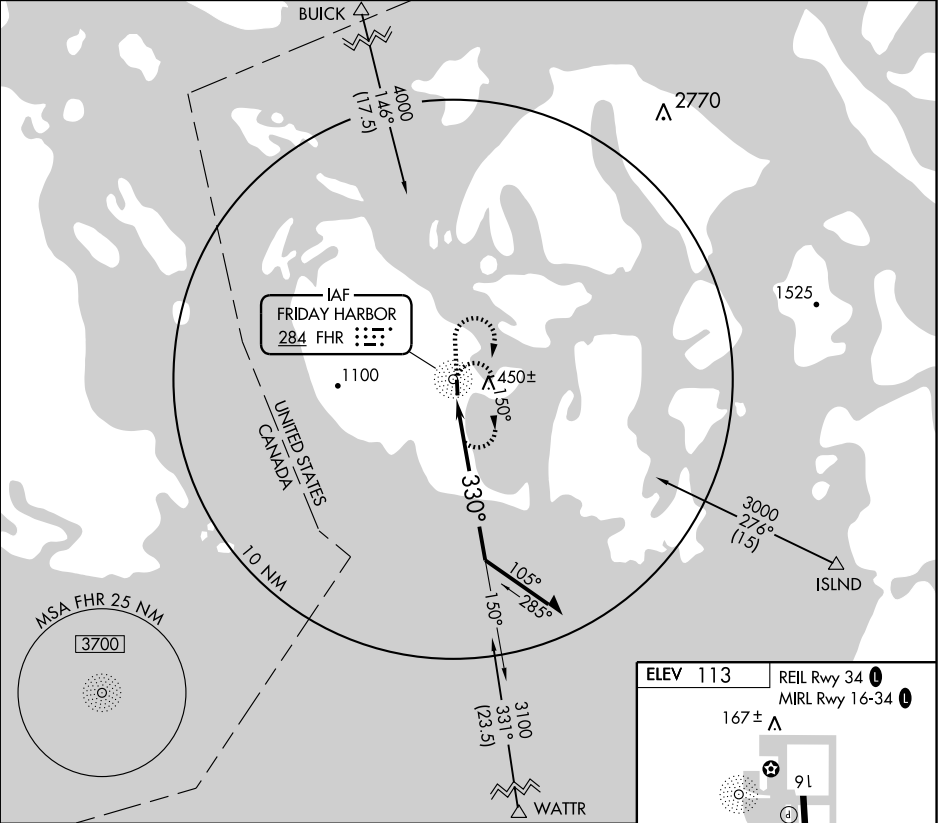 BUICK
4000
146°
(17.5)
2770
IAF
FRIDAY HARBOR
284 FHR
1525
1100
450±
150°
UNITED STATES
CANADA
330°
3000
276°
(15)
ISLND
10 NM
105°
285°
150°
MSA FHR 25 NM
3700
3100
331°
(23.5)
WATTR
ELEV 113
REIL Rwy 34 L
MIRL Rwy 16-34 L
167±
16
P